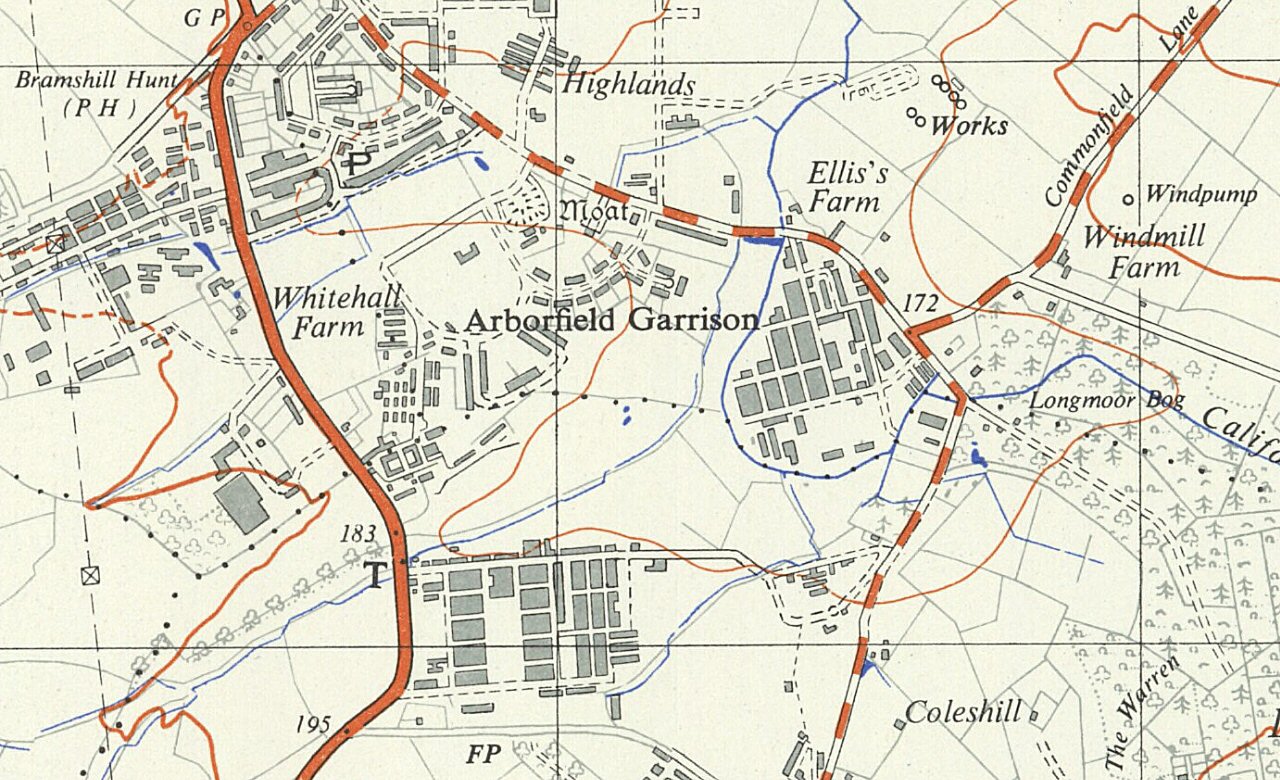 G P
Bramshill Hunt
(P H)
Highlands
Works
Lane
Commonfield
P
Moat
Ellis's
Farm
Windpump
Windmill
Farm
Whitehall
Farm
Arborfield Garrison
172
Longmoor Bog
183
T
195
FP
Coleshill
The Warren